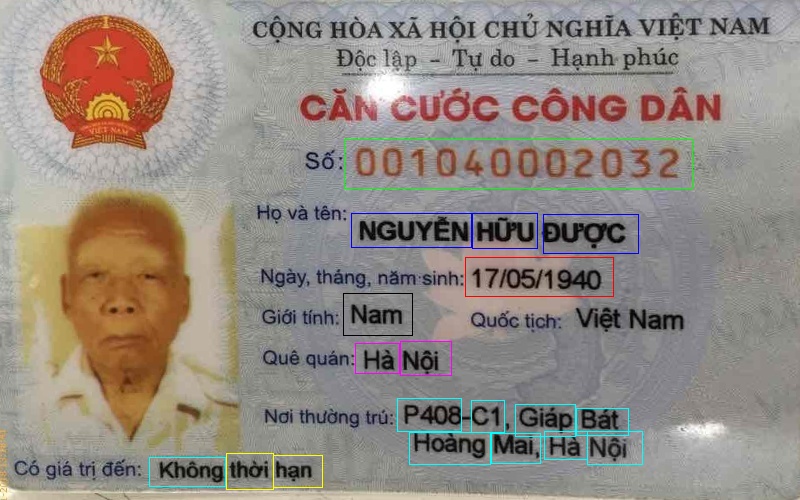 CỘNG HÒA XÃ HỘI CHỦ NGHĨA VIỆT NAM
Độc lập - Tự do - Hạnh phúc
CĂN CƯỚC CÔNG DÂN
VIỆT NAM
Số: 001040002032
Họ và tên: NGUYỄN HỮU ĐƯỢC
Ngày, tháng, năm sinh: 17/05/1940
Giới tính: Nam Quốc tịch: Việt Nam
Quê quán: Hà Nội
Nơi thường trú: P408-C1, Giáp Bát
Hoàng Mai, Hà Nội
Có giá trị đến: Không thời hạn